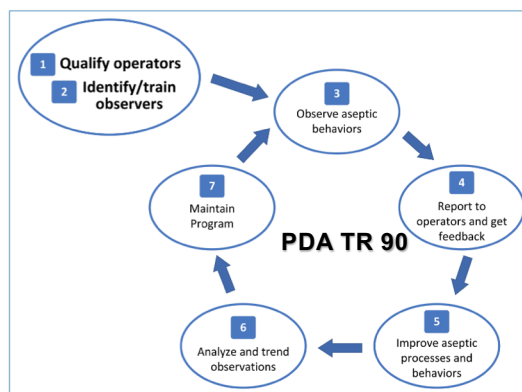 1 Qualify operators
2 Identify/train
observers
3
Observe aseptic
behaviors
4
Report to
operators and get
feedback
5
Improve aseptic
processes and
behaviors
6
Analyze and trend
observations
7
Maintain
Program
PDA TR 90